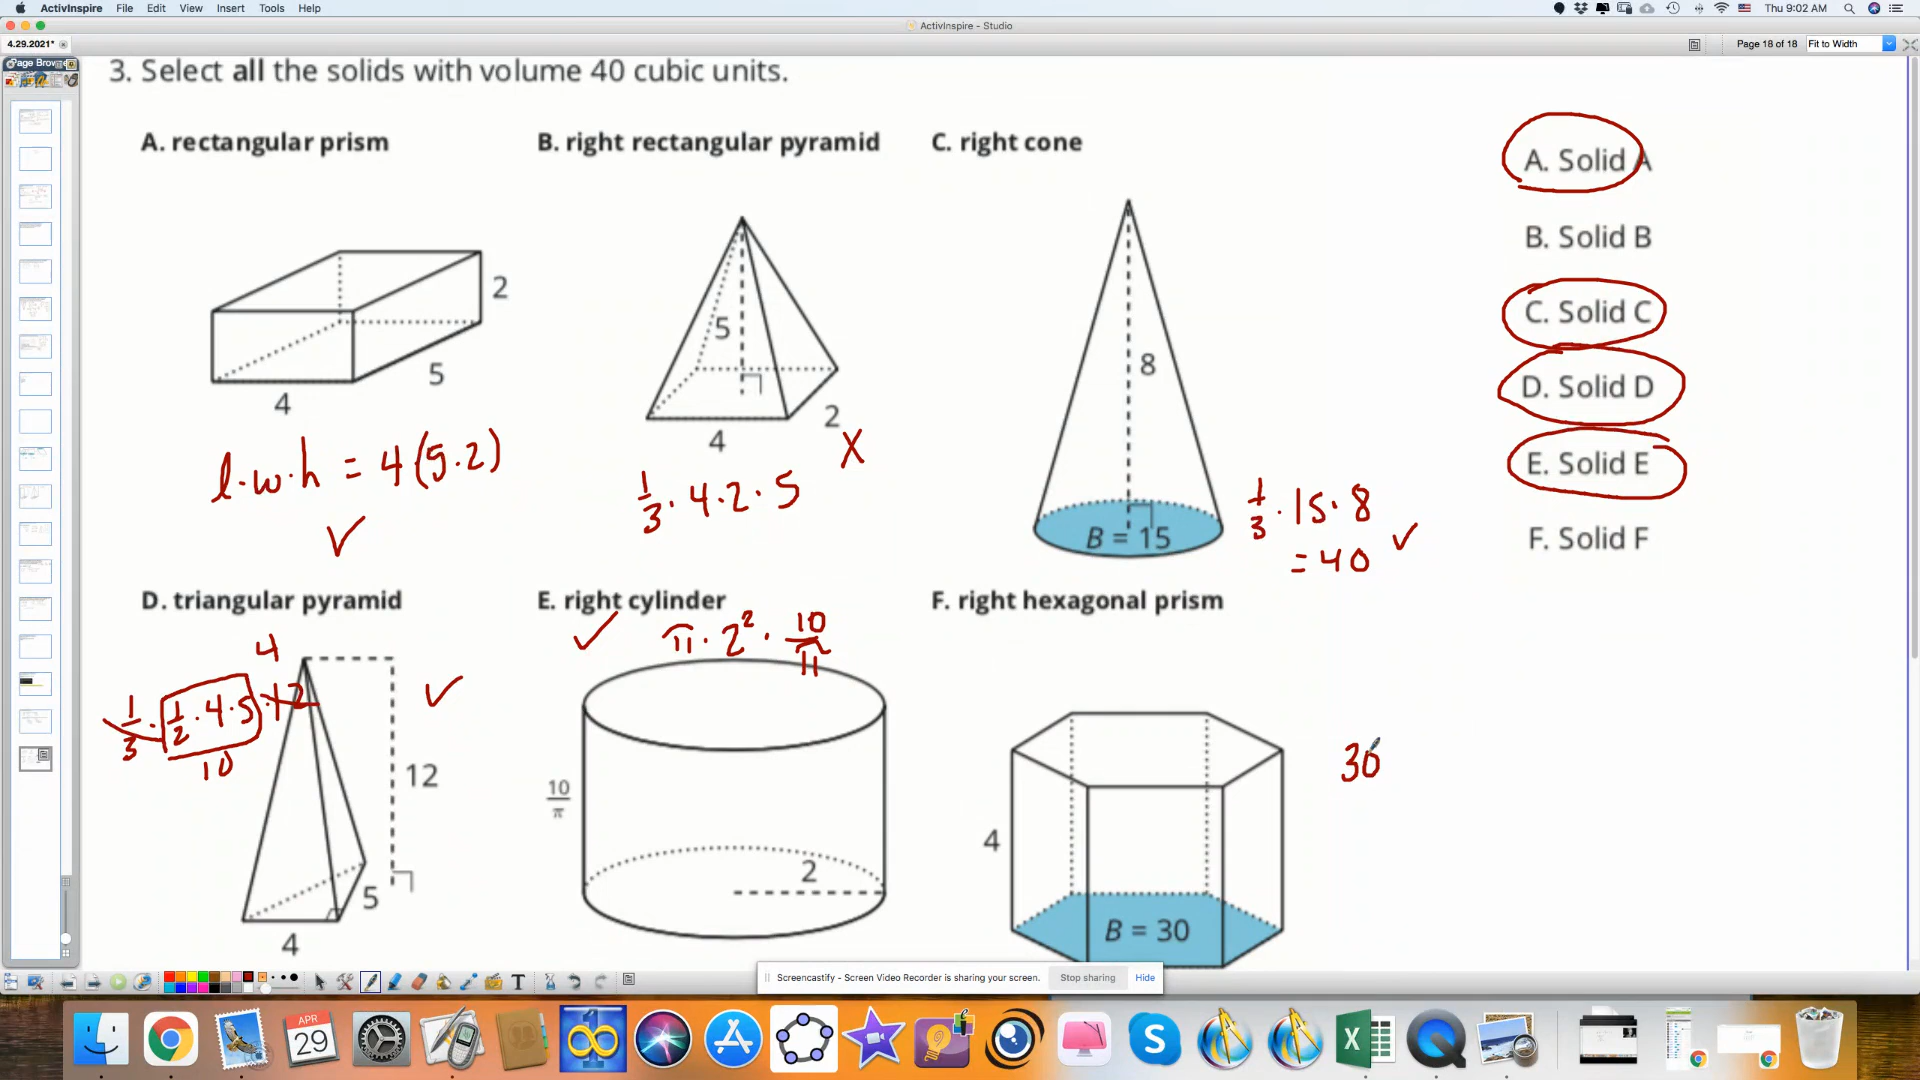 ActivInspire File Edit View Insert Tools Help Thu 9:02 AM
ActivInspire - Studio
4.29.2021* Page 18 of 18 Fit to Width
Page Brow
3. Select all the solids with volume 40 cubic units.
A. rectangular prism
2
5
4
l·w·h = 4(5·2)
✓
B. right rectangular pyramid
5
2
4
X
1/3 · 4·2·5
C. right cone
8
B = 15
1/3 · 15·8
= 40 ✓
A. Solid A
B. Solid B
C. Solid C
D. Solid D
E. Solid E
F. Solid F
D. triangular pyramid
4
1/3 · 1/2 · 4·5 · 12
10
✓
12
5
4
E. right cylinder
✓ π · 2² · 10/π
10/π
2
F. right hexagonal prism
30
4
B = 30
T
Screencastify - Screen Video Recorder is sharing your screen. Stop sharing Hide
APR
29